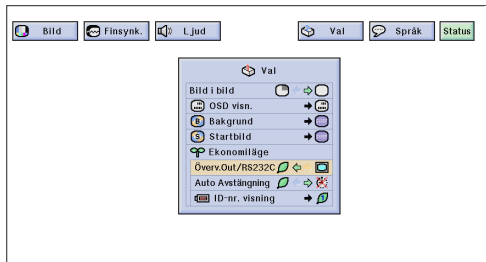 Bild
Finsynk.
Ljud
Val
Språk
Status
Val
Bild i bild
OSD visn.
B Bakgrund
S Startbild
Ekonomiläge
Överv.Out/RS232C
Auto Avstängning
ID-nr. visning